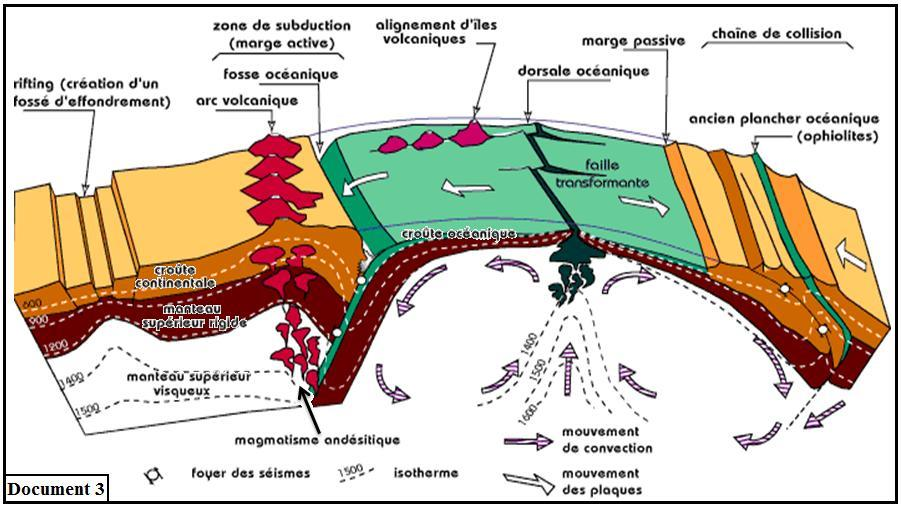 zone de subduction
(marge active)
alignement d'îles
volcaniques
marge passive
chaîne de collision
fosse océanique
dorsale océanique
rifting (création d'un
fossé d'effondrement)
arc volcanique
ancien plancher océanique
(ophiolites)
faille
transformante
croûte océanique
croûte
continentale
manteau
supérieur rigide
600
900
1200
1400
1500
manteau supérieur
visqueux
1400
1500
1600
magmatisme andésitique
mouvement
de convection
foyer des séismes
1500
isotherme
mouvement
des plaques
Document 3